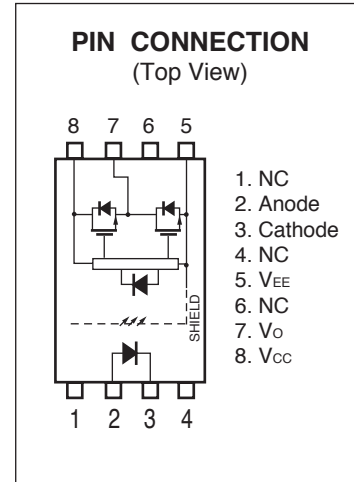 PIN CONNECTION
(Top View)
8 7 6 5
SHIELD
1 2 3 4
1. NC
2. Anode
3. Cathode
4. NC
5. VEE
6. NC
7. VO
8. VCC